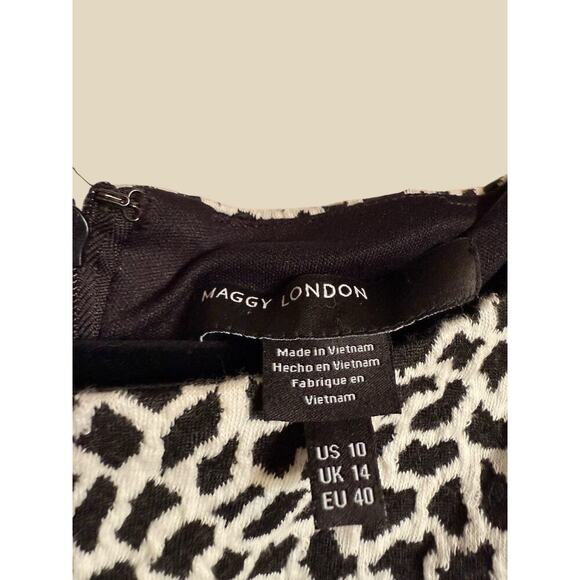 MAGGY LONDON
Made in Vietnam
Hecho en Vietnam
Fabrique en
Vietnam
US 10
UK 14
EU 40